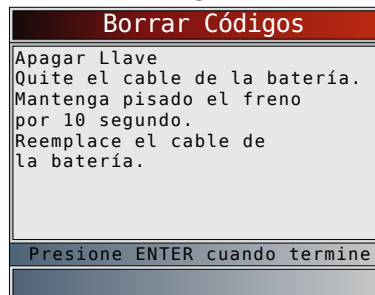 Borrar Códigos
Apagar Llave
Quite el cable de la batería.
Mantenga pisado el freno
por 10 segundo.
Reemplace el cable de
la batería.
Presione ENTER cuando termine